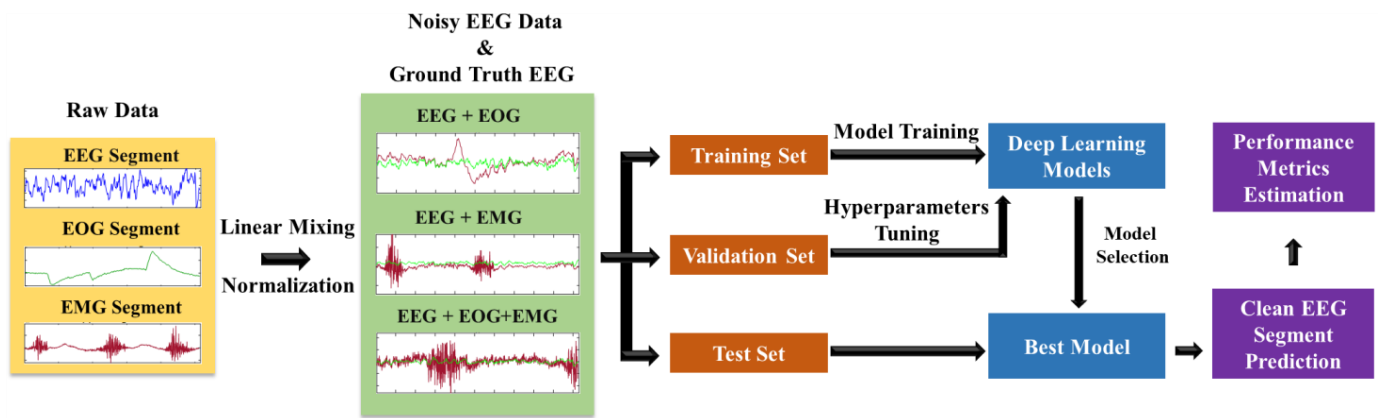 Raw Data
EEG Segment
EOG Segment
EMG Segment
Linear Mixing
Normalization
Noisy EEG Data
&
Ground Truth EEG
EEG + EOG
EEG + EMG
EEG + EOG+EMG
Training Set
Validation Set
Test Set
Model Training
Hyperparameters
Tuning
Deep Learning
Models
Model
Selection
Best Model
Performance
Metrics
Estimation
Clean EEG
Segment
Prediction